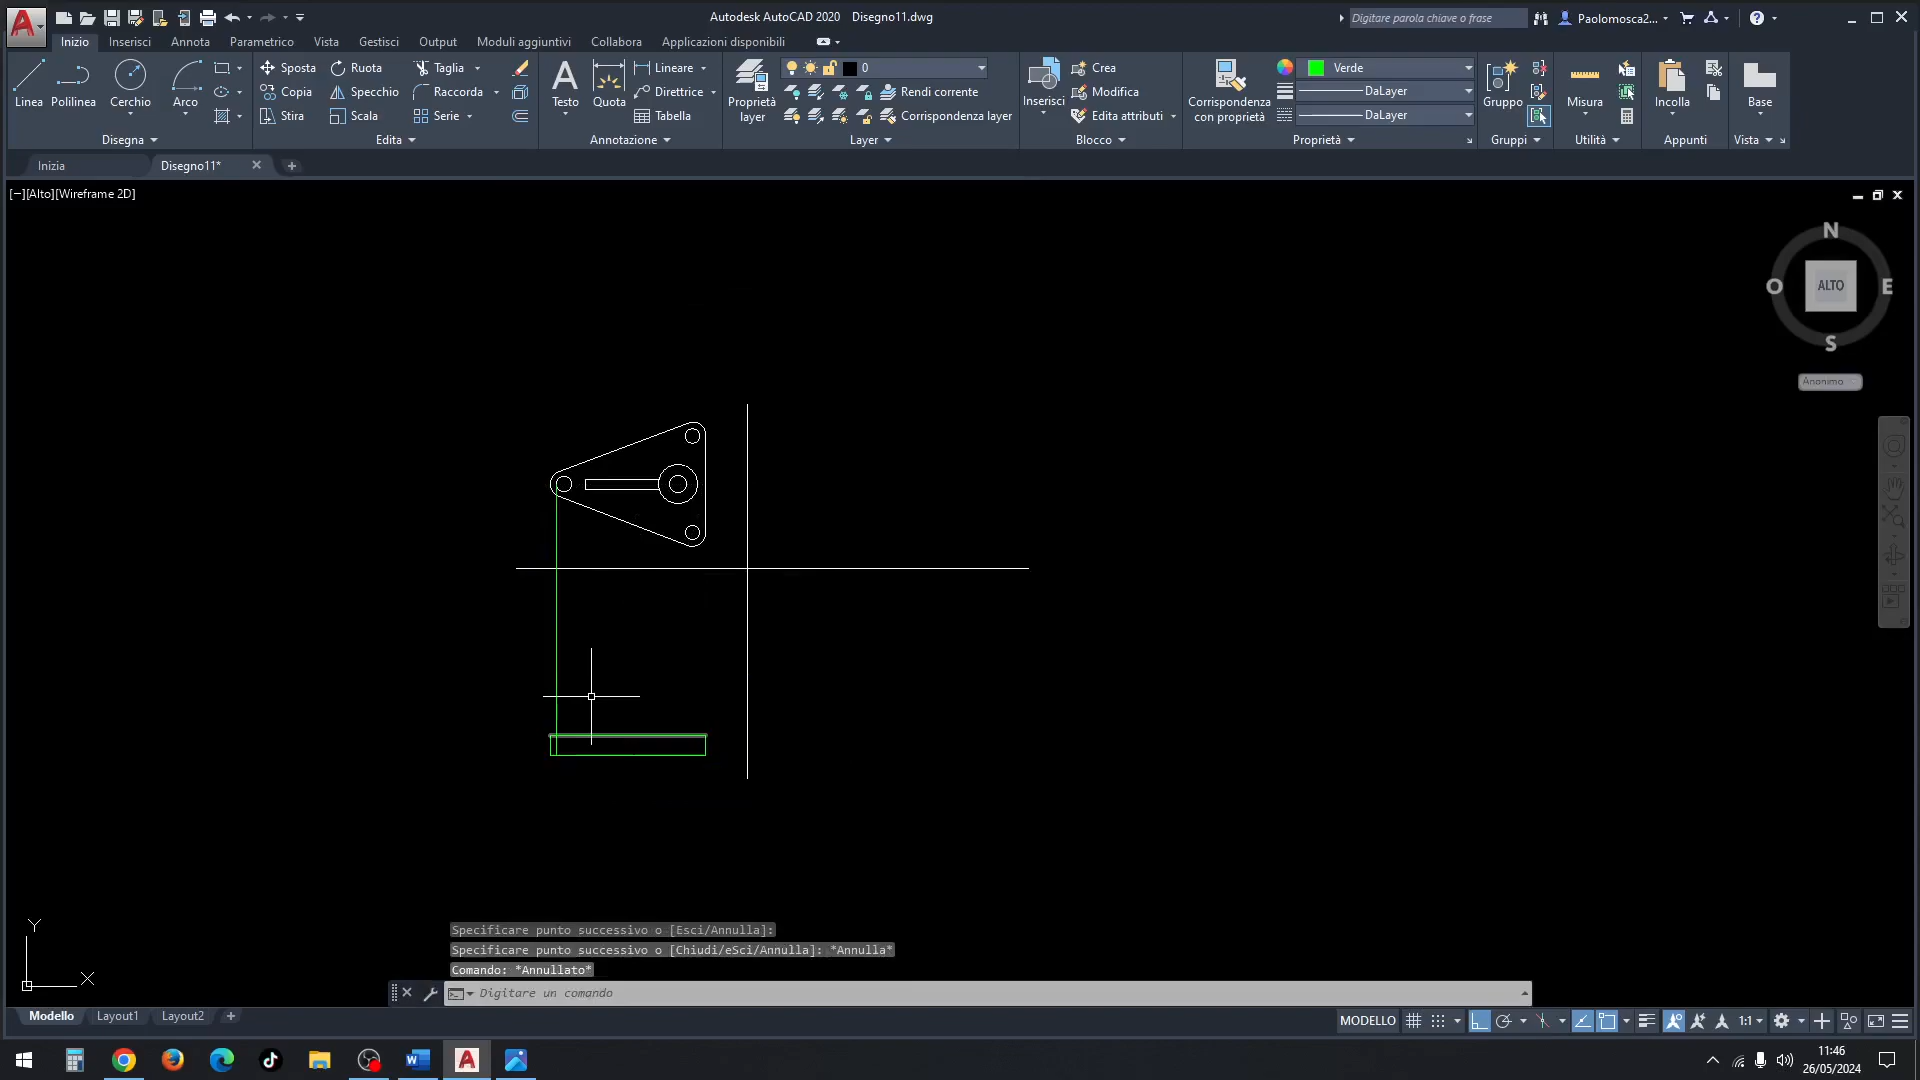 Autodesk AutoCAD 2020 Disegno11.dwg
Digitare parola chiave o frase
Paolomosca2...
Inizio Inserisci Annota Parametrico Vista Gestisci Output Moduli aggiuntivi Collabora Applicazioni disponibili
Linea Polilinea Cerchio Arco
Disegna
Sposta Ruota Taglia
Copia Specchio Raccorda
Stira Scala Serie
Edita
Testo Quota
Lineare
Direttrice
Tabella
Annotazione
Proprietà layer
0
Rendi corrente
Corrispondenza layer
Layer
Inserisci
Crea
Modifica
Edita attributi
Blocco
Corrispondenza con proprietà
Verde
DaLayer
DaLayer
Proprietà
Gruppo
Gruppi
Misura
Utilità
Incolla
Appunti
Base
Vista
Inizia Disegno11*
[−][Alto][Wireframe 2D]
N
O ALTO E
S
Anonimo
Y
X
Specificare punto successivo o [Esci/Annulla]:
Specificare punto successivo o [Chiudi/eSci/Annulla]: *Annulla*
Comando: *Annullato*
Digitare un comando
Modello Layout1 Layout2
MODELLO 1:1
11:46
26/05/2024